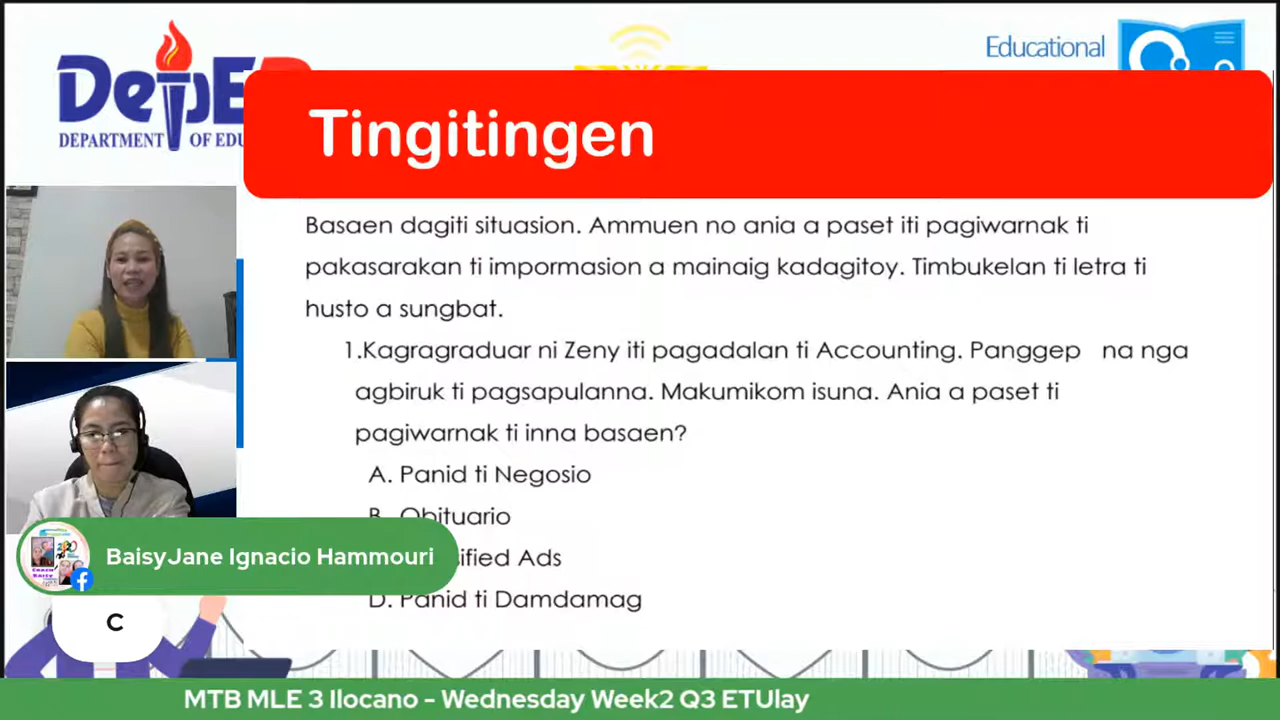 DepED
DEPARTMENT OF EDU
Educational
Tingitingen
Basaen dagiti situasion. Ammuen no ania a paset iti pagiwarnak ti
pakasarakan ti impormasion a mainaig kadagitoy. Timbukelan ti letra ti
husto a sungbat.
1.Kagragraduar ni Zeny iti pagadalan ti Accounting. Panggep na nga
agbiruk ti pagsapulanna. Makumikom isuna. Ania a paset ti
pagiwarnak ti inna basaen?
A. Panid ti Negosio
B. Obituario
sified Ads
D. Panid ti Damdamag
BaisyJane Ignacio Hammouri
C
MTB MLE 3 Ilocano - Wednesday Week2 Q3 ETUlay